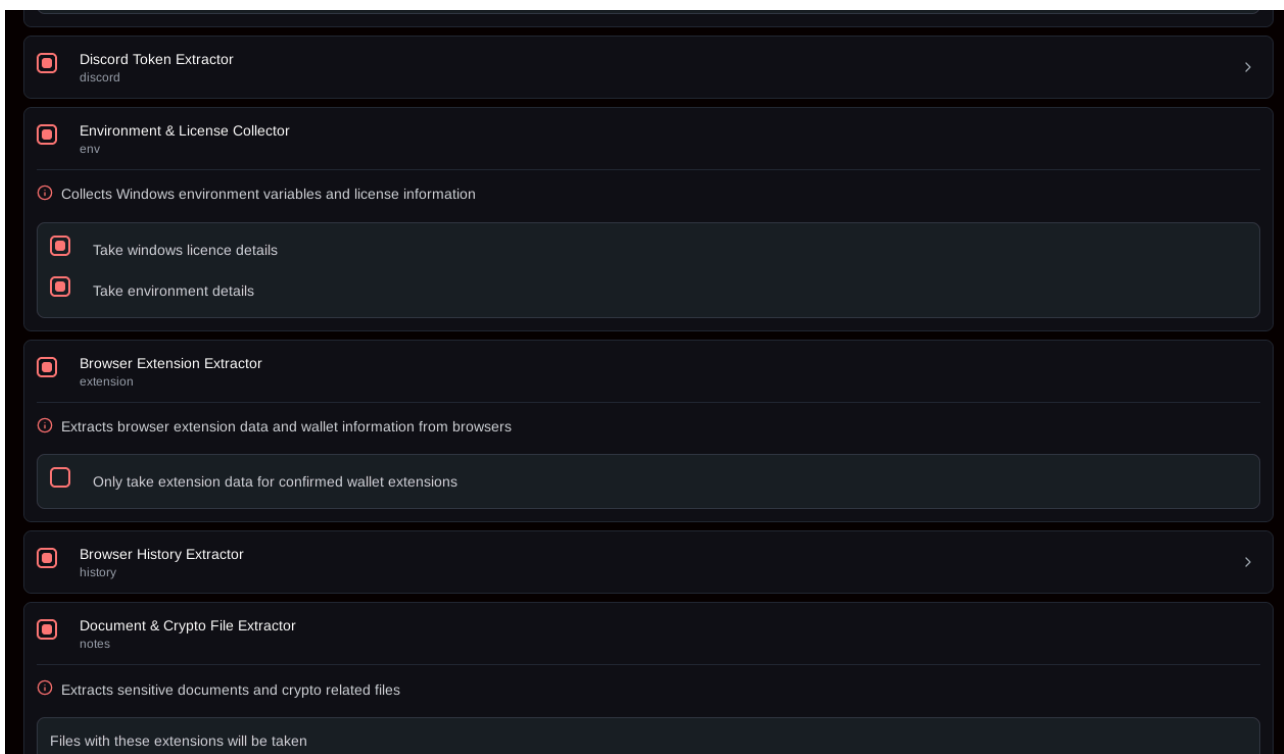 Discord Token Extractor
discord
Environment & License Collector
env
Collects Windows environment variables and license information
Take windows licence details
Take environment details
Browser Extension Extractor
extension
Extracts browser extension data and wallet information from browsers
Only take extension data for confirmed wallet extensions
Browser History Extractor
history
Document & Crypto File Extractor
notes
Extracts sensitive documents and crypto related files
Files with these extensions will be taken